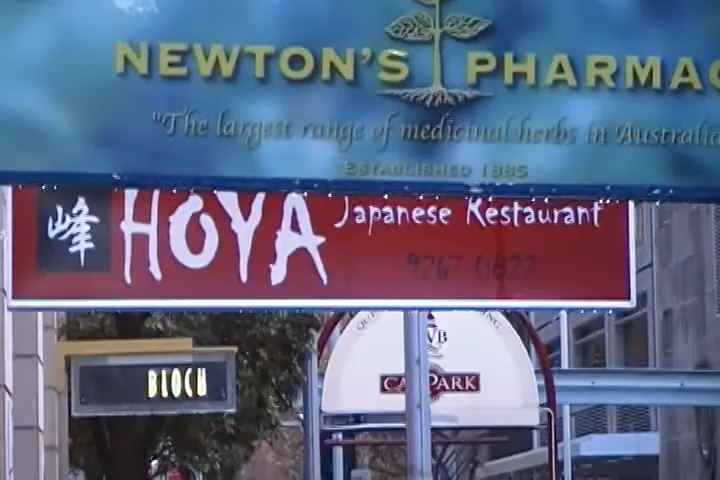 NEWTON'S PHARMAC
"The largest range of medicinal herbs in Australia
ESTABLISHED 1885
峰 HOYA Japanese Restaurant
9267 0822
BLOCH
CAR PARK